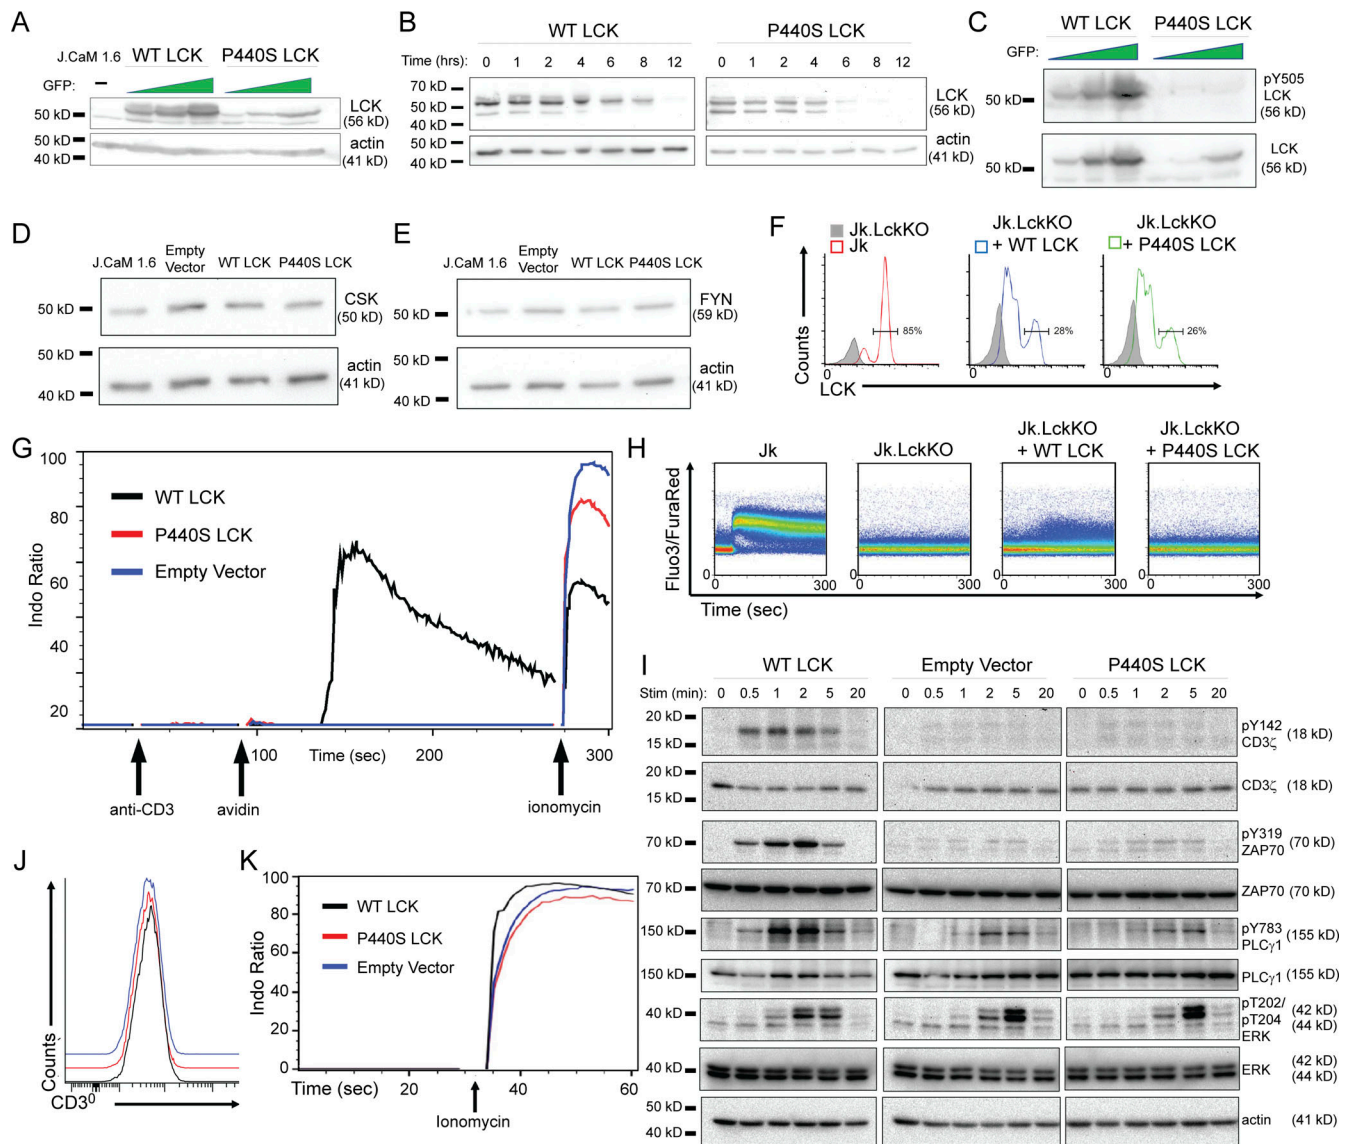 A
J.CaM 1.6 WT LCK P440S LCK
GFP: –
50 kD LCK (56 kD)
50 kD
40 kD actin (41 kD)
B
WT LCK P440S LCK
Time (hrs): 0 1 2 4 6 8 12 0 1 2 4 6 8 12
70 kD
50 kD LCK (56 kD)
40 kD
50 kD
40 kD actin (41 kD)
C
WT LCK P440S LCK
GFP:
50 kD pY505 LCK (56 kD)
50 kD LCK (56 kD)
D
J.CaM 1.6 Empty Vector WT LCK P440S LCK
50 kD CSK (50 kD)
50 kD
40 kD actin (41 kD)
E
J.CaM 1.6 Empty Vector WT LCK P440S LCK
50 kD FYN (59 kD)
50 kD
40 kD actin (41 kD)
F
Jk.LckKO
Jk
Jk.LckKO + WT LCK
Jk.LckKO + P440S LCK
Counts
85% 28% 26%
0 0 0
LCK
G
100
80
60
40
20
Indo Ratio
WT LCK
P440S LCK
Empty Vector
100 Time (sec) 200 300
anti-CD3 avidin ionomycin
H
Jk Jk.LckKO Jk.LckKO + WT LCK Jk.LckKO + P440S LCK
Fluo3/FuraRed
0 0 0 0
0 300 0 300 0 300 0 300
Time (sec)
I
WT LCK Empty Vector P440S LCK
Stim (min): 0 0.5 1 2 5 20 0 0.5 1 2 5 20 0 0.5 1 2 5 20
20 kD
15 kD pY142 CD3ζ (18 kD)
20 kD
15 kD CD3ζ (18 kD)
70 kD pY319 ZAP70 (70 kD)
70 kD ZAP70 (70 kD)
150 kD pY783 PLCγ1 (155 kD)
150 kD PLCγ1 (155 kD)
40 kD pT202/ pT204 ERK (42 kD) (44 kD)
40 kD ERK (42 kD) (44 kD)
50 kD
40 kD actin (41 kD)
J
Counts
CD3 0
K
100
80
60
40
20
0
Indo Ratio
WT LCK
P440S LCK
Empty Vector
Time (sec) 20 40 60
Ionomycin